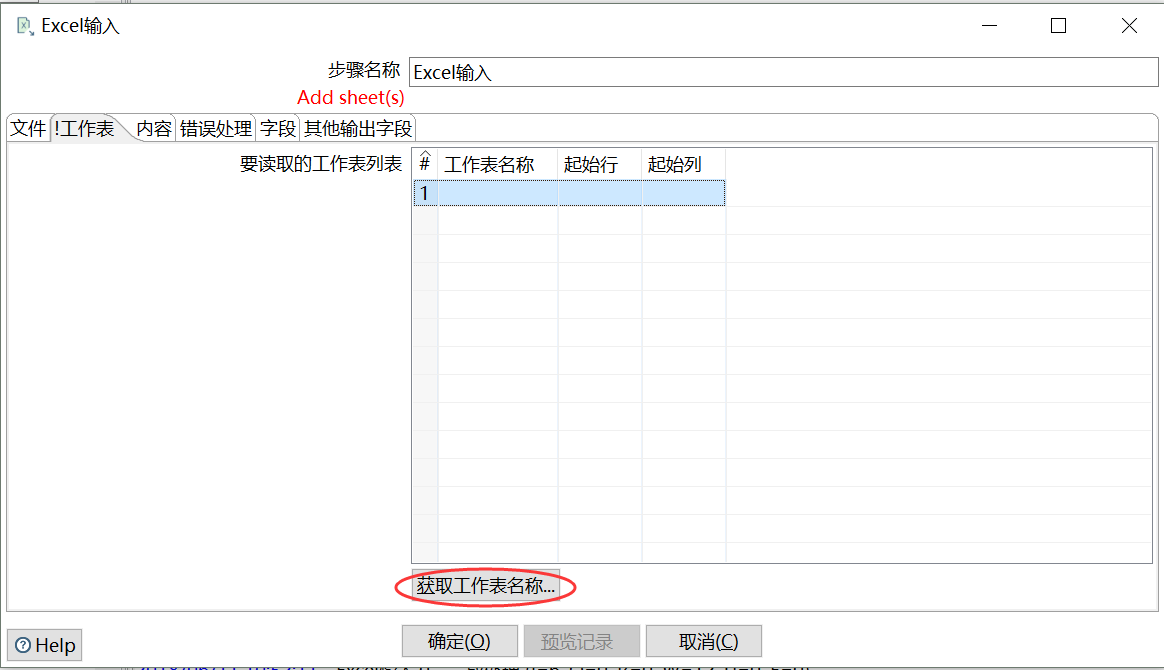 Excel输入
步骤名称 Excel输入
Add sheet(s)
文件 !工作表 内容 错误处理 字段 其他输出字段
要读取的工作表列表 # 工作表名称 起始行 起始列
1
获取工作表名称...
Help 确定(O) 预览记录 取消(C)